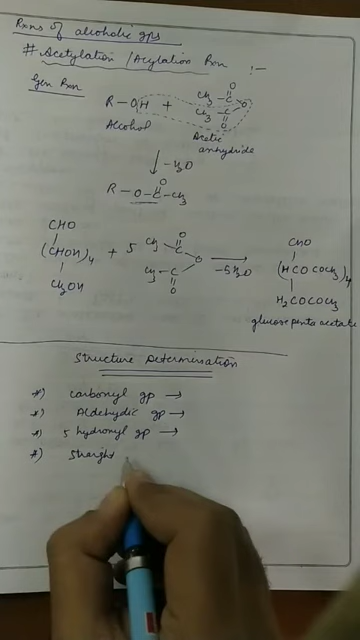 Rxns of alcoholic gps
# Acetylation / Acylation Rxn :-
Gen Rxn
R-OH + CH3 C O O CH3 C O
Alcohol Acetic anhydride
↓ -H2O
R-O-C-CH3 O
CHO (CHOH)4 CH2OH + 5 CH3 C O O CH3 C O → -5H2O CHO (HCOCOCH3)4 H2COCOCH3
glucose penta acetate
Structure Determination
#) carbonyl gp →
#) Aldehydic gp →
#) 5 hydroxyl gp →
#) Straight